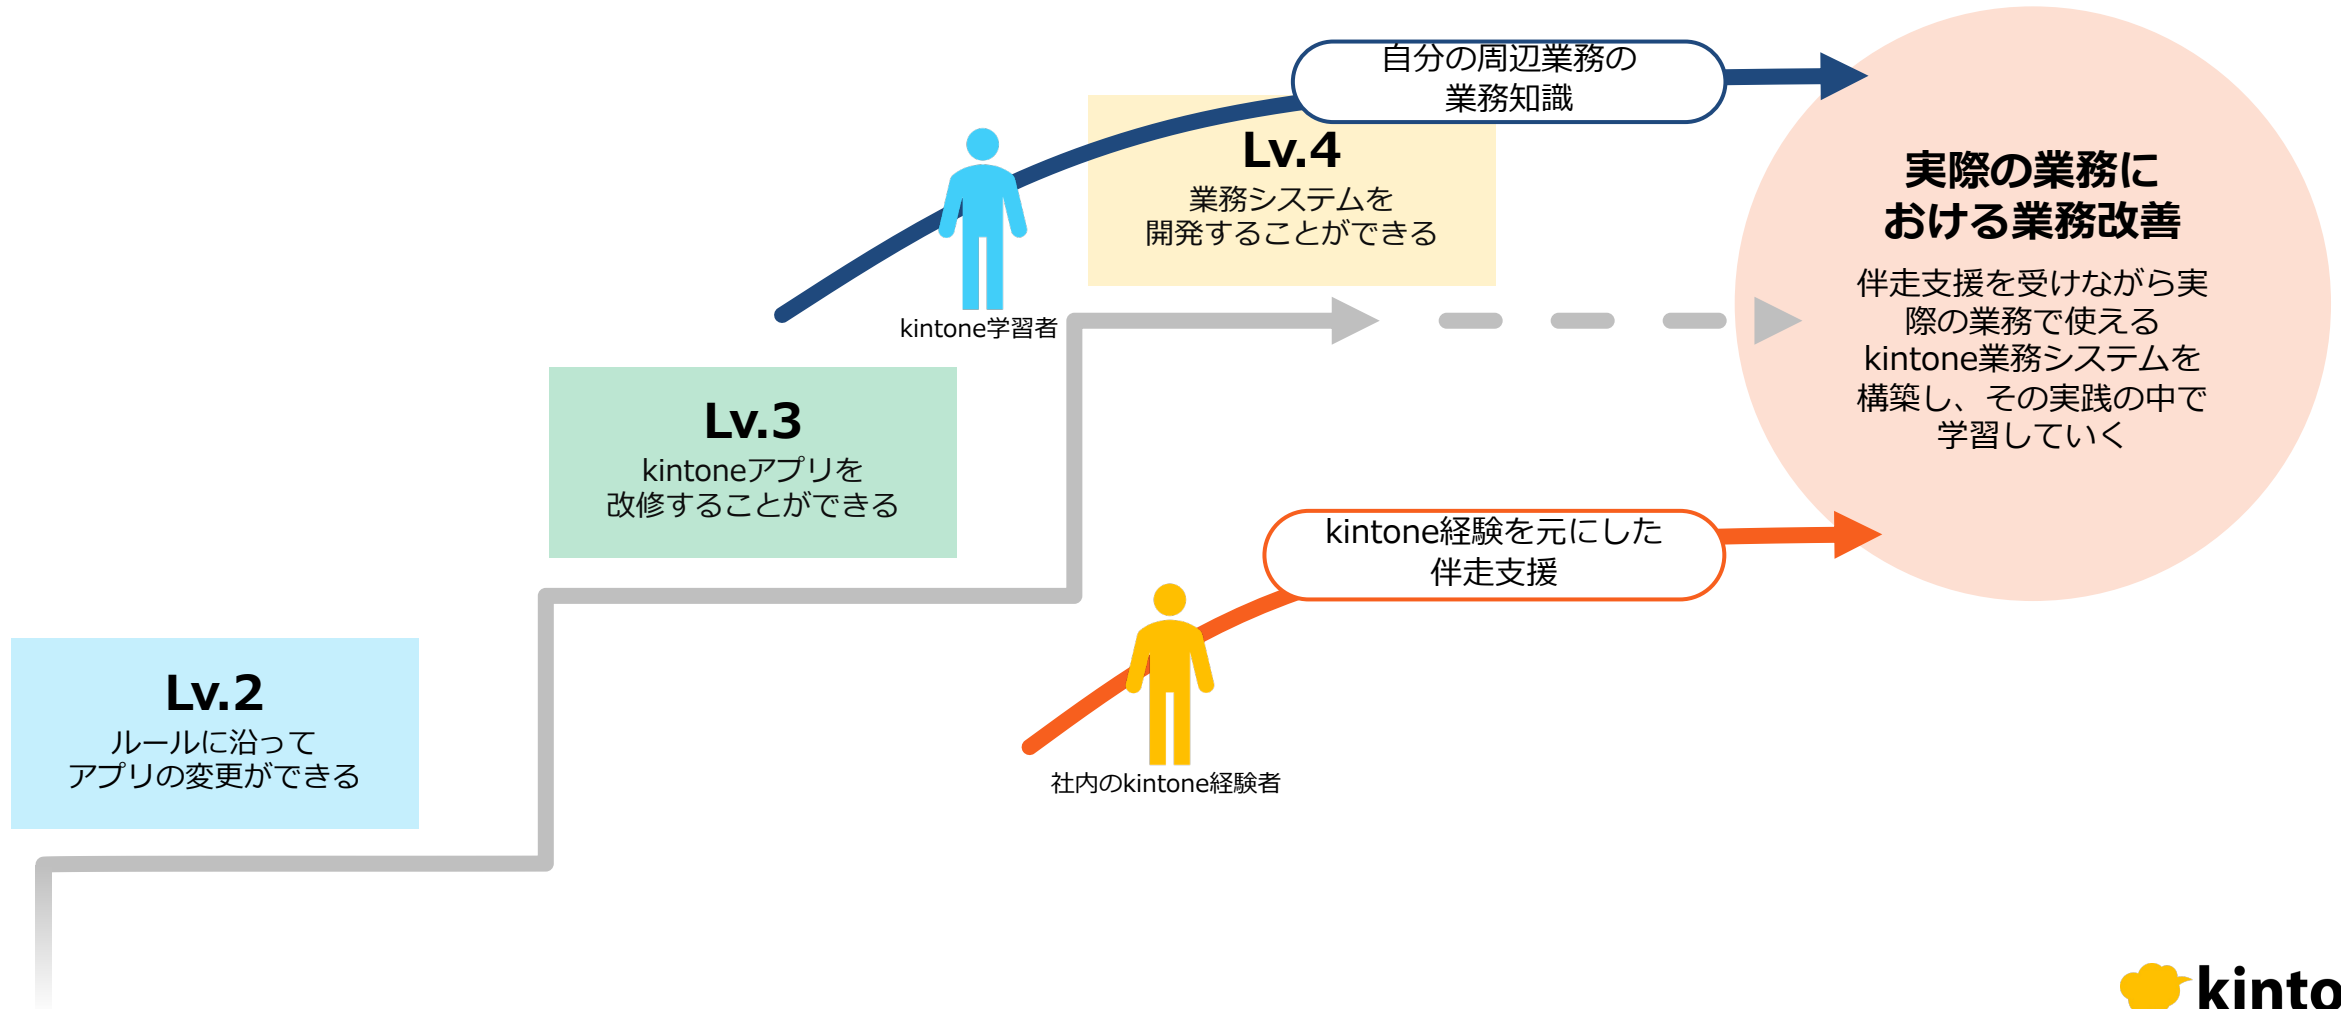 自分の周辺業務の
業務知識
Lv.4
業務システムを
開発することができる
kintone学習者
実際の業務に
おける業務改善
伴走支援を受けながら実
際の業務で使える
kintone業務システムを
構築し、その実践の中で
学習していく
Lv.3
kintoneアプリを
改修することができる
kintone経験を元にした
伴走支援
社内のkintone経験者
Lv.2
ルールに沿って
アプリの変更ができる
kinto